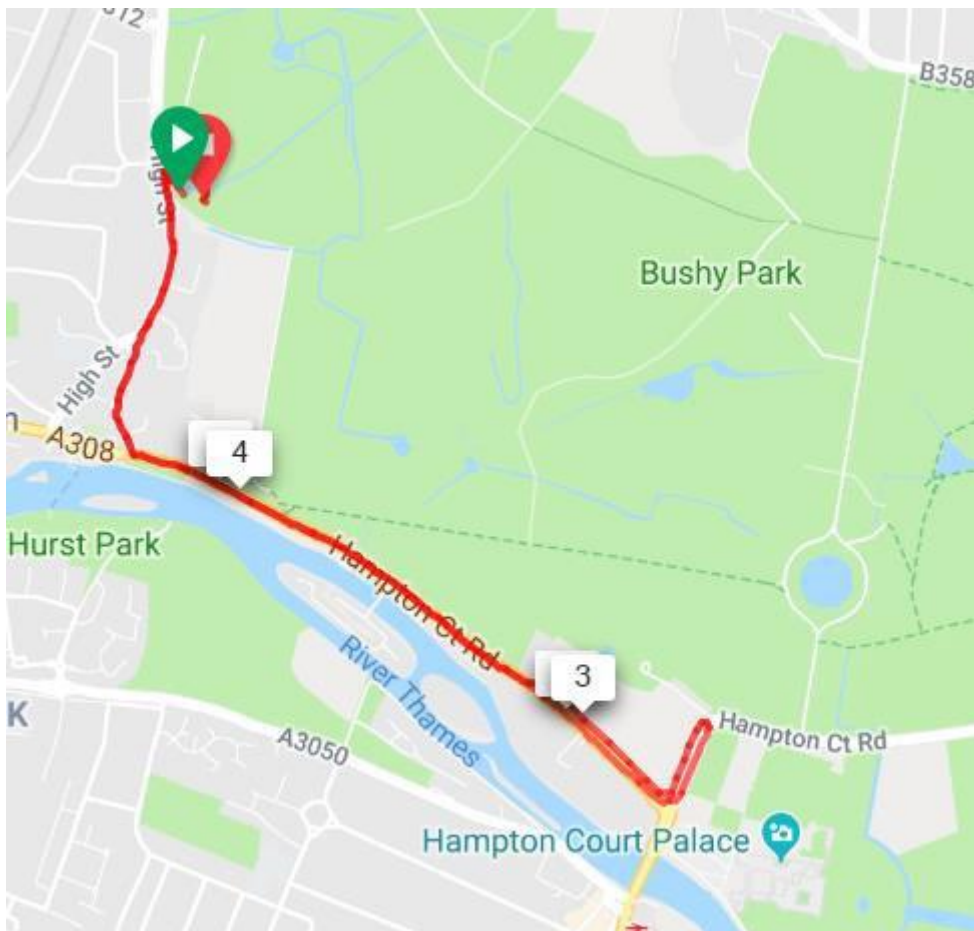 B358
High St
Bushy Park
High St
A308
4
Hurst Park
Hampton Ct Rd
River Thames
3
K
A3050
Hampton Ct Rd
Hampton Court Palace